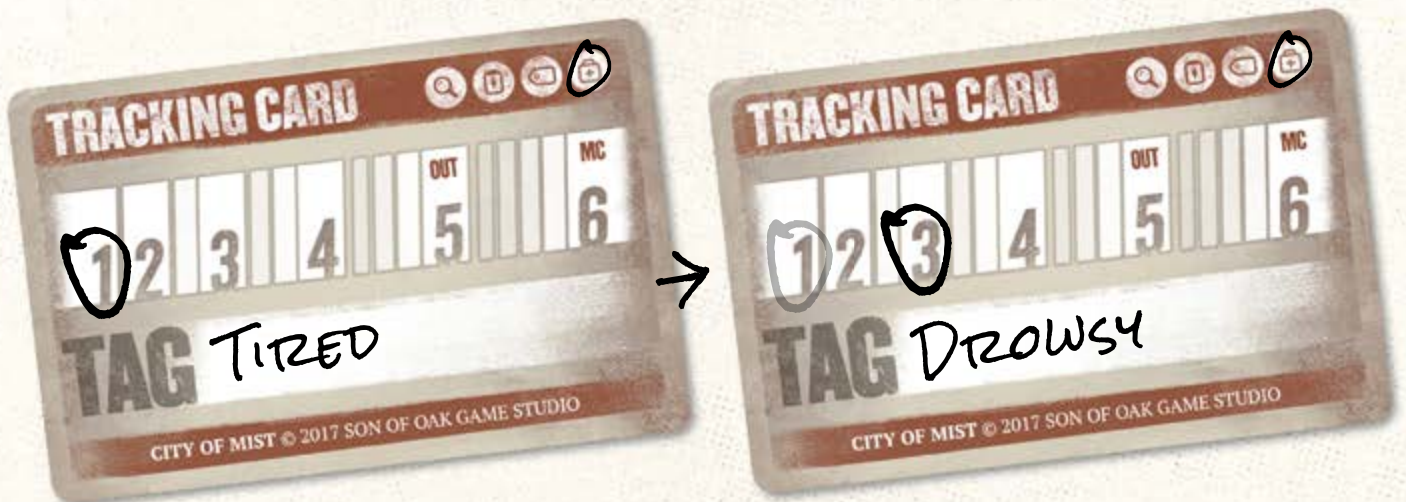 TRACKING CARD
OUT
MC
1 2 3 4 5 6
TAG TIRED
CITY OF MIST © 2017 SON OF OAK GAME STUDIO
→
TRACKING CARD
OUT
MC
1 2 3 4 5 6
TAG DROWSY
CITY OF MIST © 2017 SON OF OAK GAME STUDIO